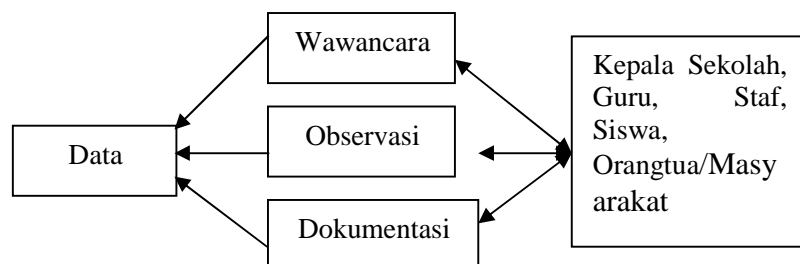 Wawancara
Kepala Sekolah,
Guru, Staf,
Siswa,
Orangtua/Masy
arakat
Observasi
Data
Dokumentasi